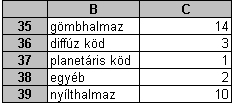 B C
35 gömbhalmaz 14
36 diffúz köd 3
37 planetáris köd 1
38 egyéb 2
39 nyílthalmaz 10